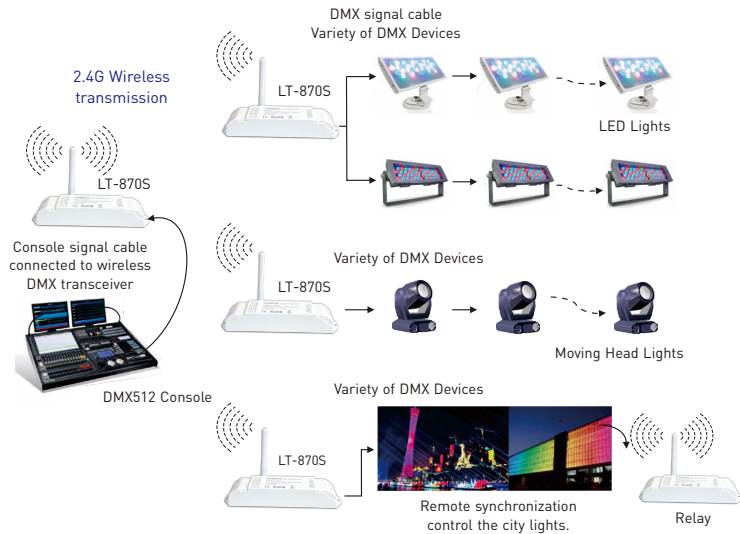 DMX signal cable
Variety of DMX Devices
2.4G Wireless
transmission
LT-870S
LED Lights
LT-870S
Console signal cable
connected to wireless
DMX transceiver
Variety of DMX Devices
LT-870S
Moving Head Lights
DMX512 Console
Variety of DMX Devices
LT-870S
Remote synchronization
control the city lights.
Relay